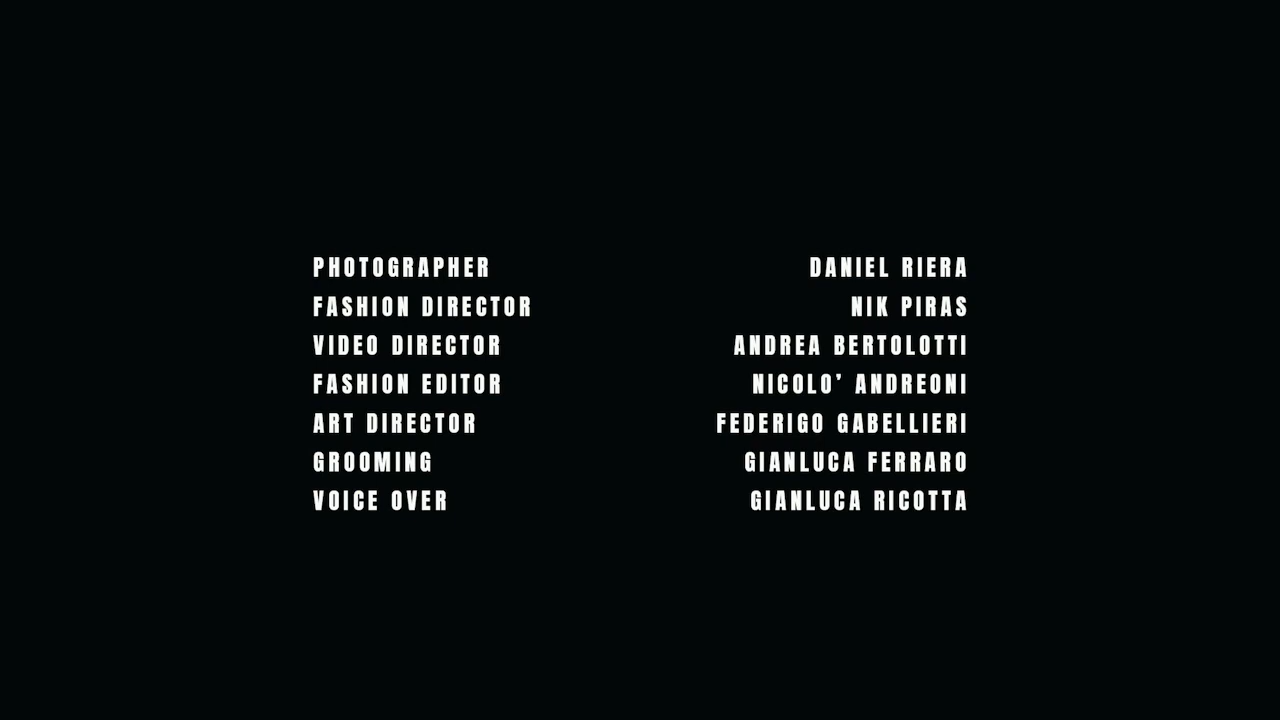 PHOTOGRAPHER DANIEL RIERA
FASHION DIRECTOR NIK PIRAS
VIDEO DIRECTOR ANDREA BERTOLOTTI
FASHION EDITOR NICOLO’ ANDREONI
ART DIRECTOR FEDERIGO GABELLIERI
GROOMING GIANLUCA FERRARO
VOICE OVER GIANLUCA RICOTTA